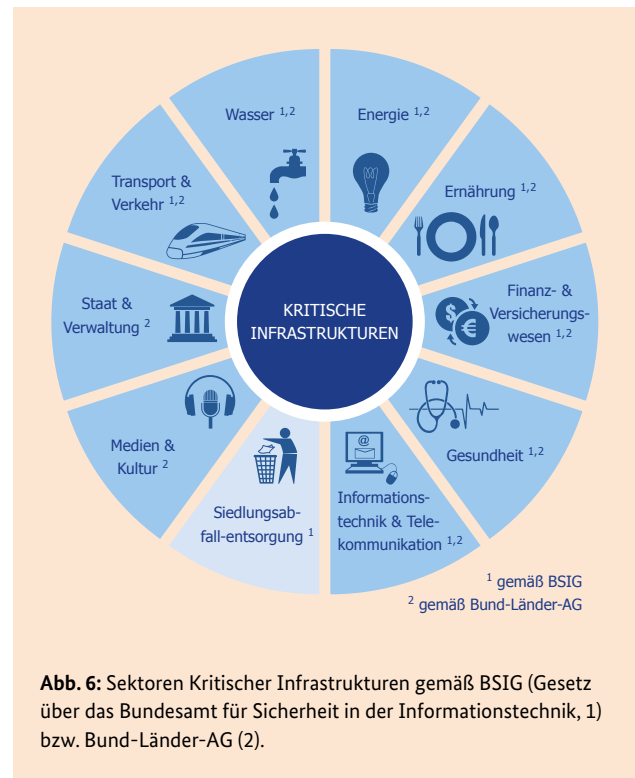 Wasser 1,2
Energie 1,2
Ernährung 1,2
Finanz- &
Versicherungs-
wesen 1,2
$
€
Gesundheit 1,2
@
Informations-
technik & Tele-
kommunikation 1,2
Siedlungsab-
fall-entsorgung 1
Medien &
Kultur 2
Staat &
Verwaltung 2
Transport &
Verkehr 1,2
KRITISCHE
INFRASTRUKTUREN
1 gemäß BSIG
2 gemäß Bund-Länder-AG
Abb. 6: Sektoren Kritischer Infrastrukturen gemäß BSIG (Gesetz
über das Bundesamt für Sicherheit in der Informationstechnik, 1)
bzw. Bund-Länder-AG (2).